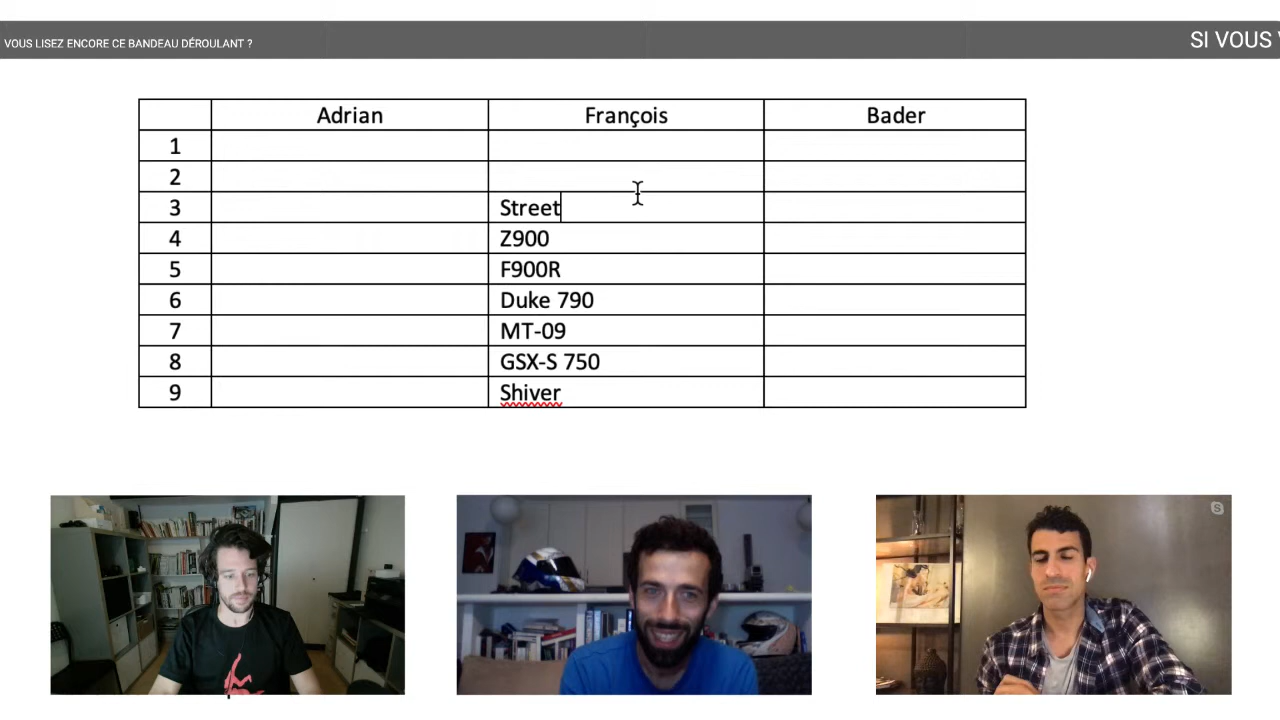 VOUS LISEZ ENCORE CE BANDEAU DÉROULANT ?
SI VOUS
Adrian François Bader
1
2
3 Street
4 Z900
5 F900R
6 Duke 790
7 MT-09
8 GSX-S 750
9 Shiver